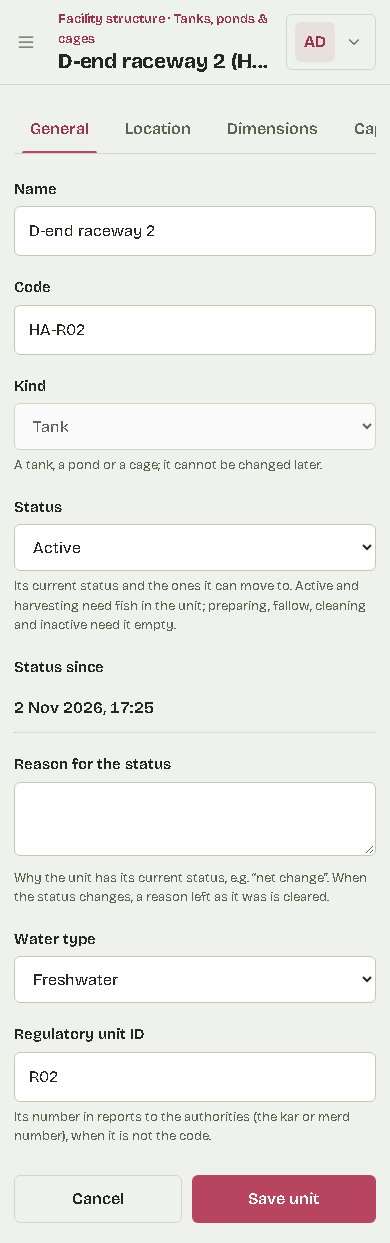 Facility structure · Tanks, ponds &
cages
D-end raceway 2 (H...
AD
General
Location
Dimensions
Cap
Name
D-end raceway 2
Code
HA-R02
Kind
Tank
A tank, a pond or a cage; it cannot be changed later.
Status
Active
Its current status and the ones it can move to. Active and
harvesting need fish in the unit; preparing, fallow, cleaning
and inactive need it empty.
Status since
2 Nov 2026, 17:25
Reason for the status
Why the unit has its current status, e.g. “net change”. When
the status changes, a reason left as it was is cleared.
Water type
Freshwater
Regulatory unit ID
R02
Its number in reports to the authorities (the kar or merd
number), when it is not the code.
Cancel
Save unit